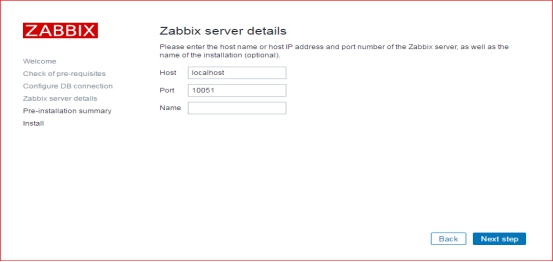 ZABBIX
Welcome
Check of pre-requisites
Configure DB connection
Zabbix server details
Pre-installation summary
Install
Zabbix server details
Please enter the host name or host IP address and port number of the Zabbix server, as well as the
name of the installation (optional).
Host localhost
Port 10051
Name
Back Next step